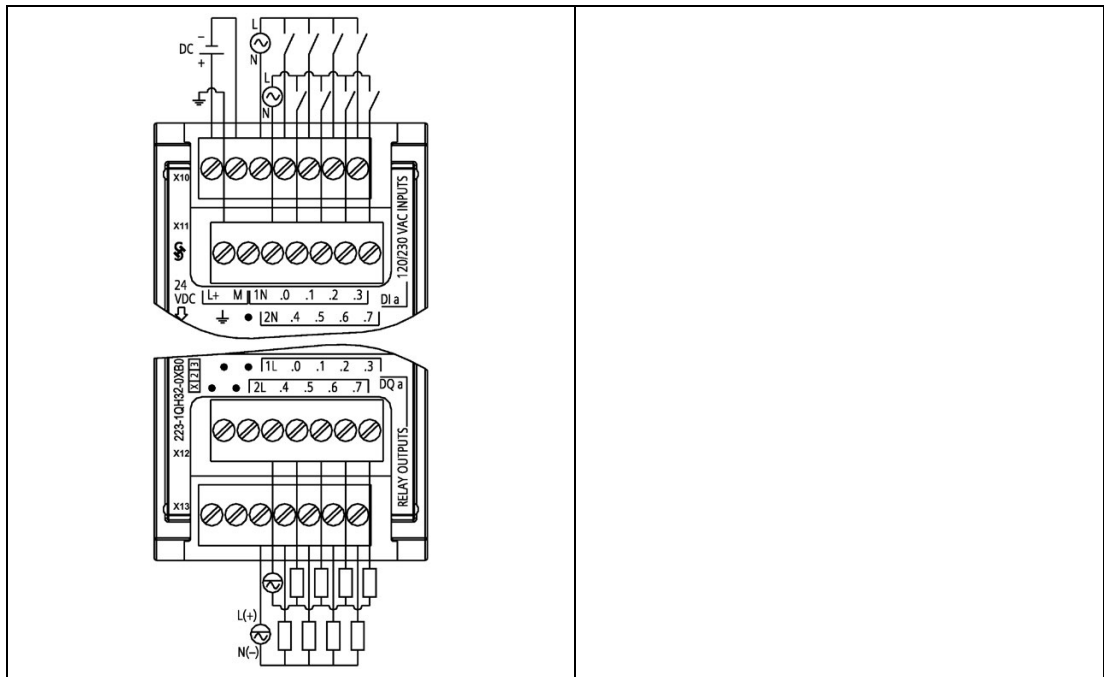 L
−
DC
+
N
L
N
X10
X11
120/230 VAC INPUTS
24
VDC
L+ M 1N .0 .1 .2 .3
DI a
2N .4 .5 .6 .7
223-1QH32-0XB0
X 2 3
1L .0 .1 .2 .3
2L .4 .5 .6 .7
DQ a
X12
RELAY OUTPUTS
X13
L(+)
N(−)